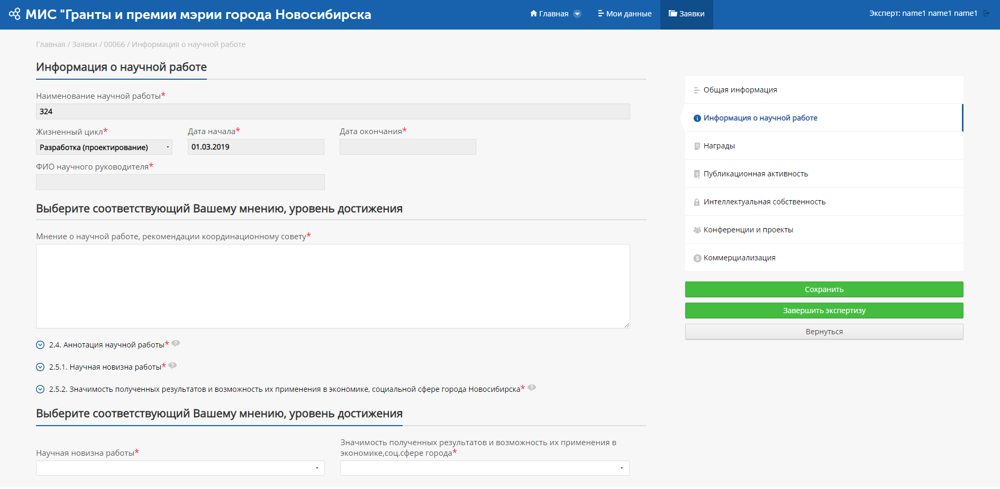 МИС "Гранты и премии мэрии города Новосибирска
Главная
Мои данные
Заявки
Эксперт: name1 name1 name1
Главная / Заявки / 00066 / Информация о научной работе
Информация о научной работе
Наименование научной работы*
324
Жизненный цикл*
Дата начала*
Дата окончания*
Разработка (проектирование)
01.03.2019
ФИО научного руководителя*
Выберите соответствующий Вашему мнению, уровень достижения
Мнение о научной работе, рекомендации координационному совету*
2.4. Аннотация научной работы* ?
2.5.1. Научная новизна работы* ?
2.5.2. Значимость полученных результатов и возможность их применения в экономике, социальной сфере города Новосибирска* ?
Выберите соответствующий Вашему мнению, уровень достижения
Научная новизна работы*
Значимость полученных результатов и возможность их применения в
экономике,соц.сфере города*
Общая информация
Информация о научной работе
Награды
Публикационная активность
Интеллектуальная собственность
Конференции и проекты
Коммерциализация
Сохранить
Завершить экспертизу
Вернуться